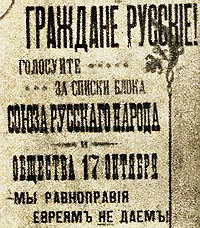 ГРАЖДАНЕ РУССКІЕ!
ГОЛОСУЙТЕ
ЗА СПИСКИ БЛОКА
СОЮЗА РУССКАГО НАРОДА
И
ОБЩЕСТВА 17 ОКТЯБРЯ
МЫ РАВНОПРАВІЯ
ЕВРЕЯМЪ НЕ ДАЕМЪ!